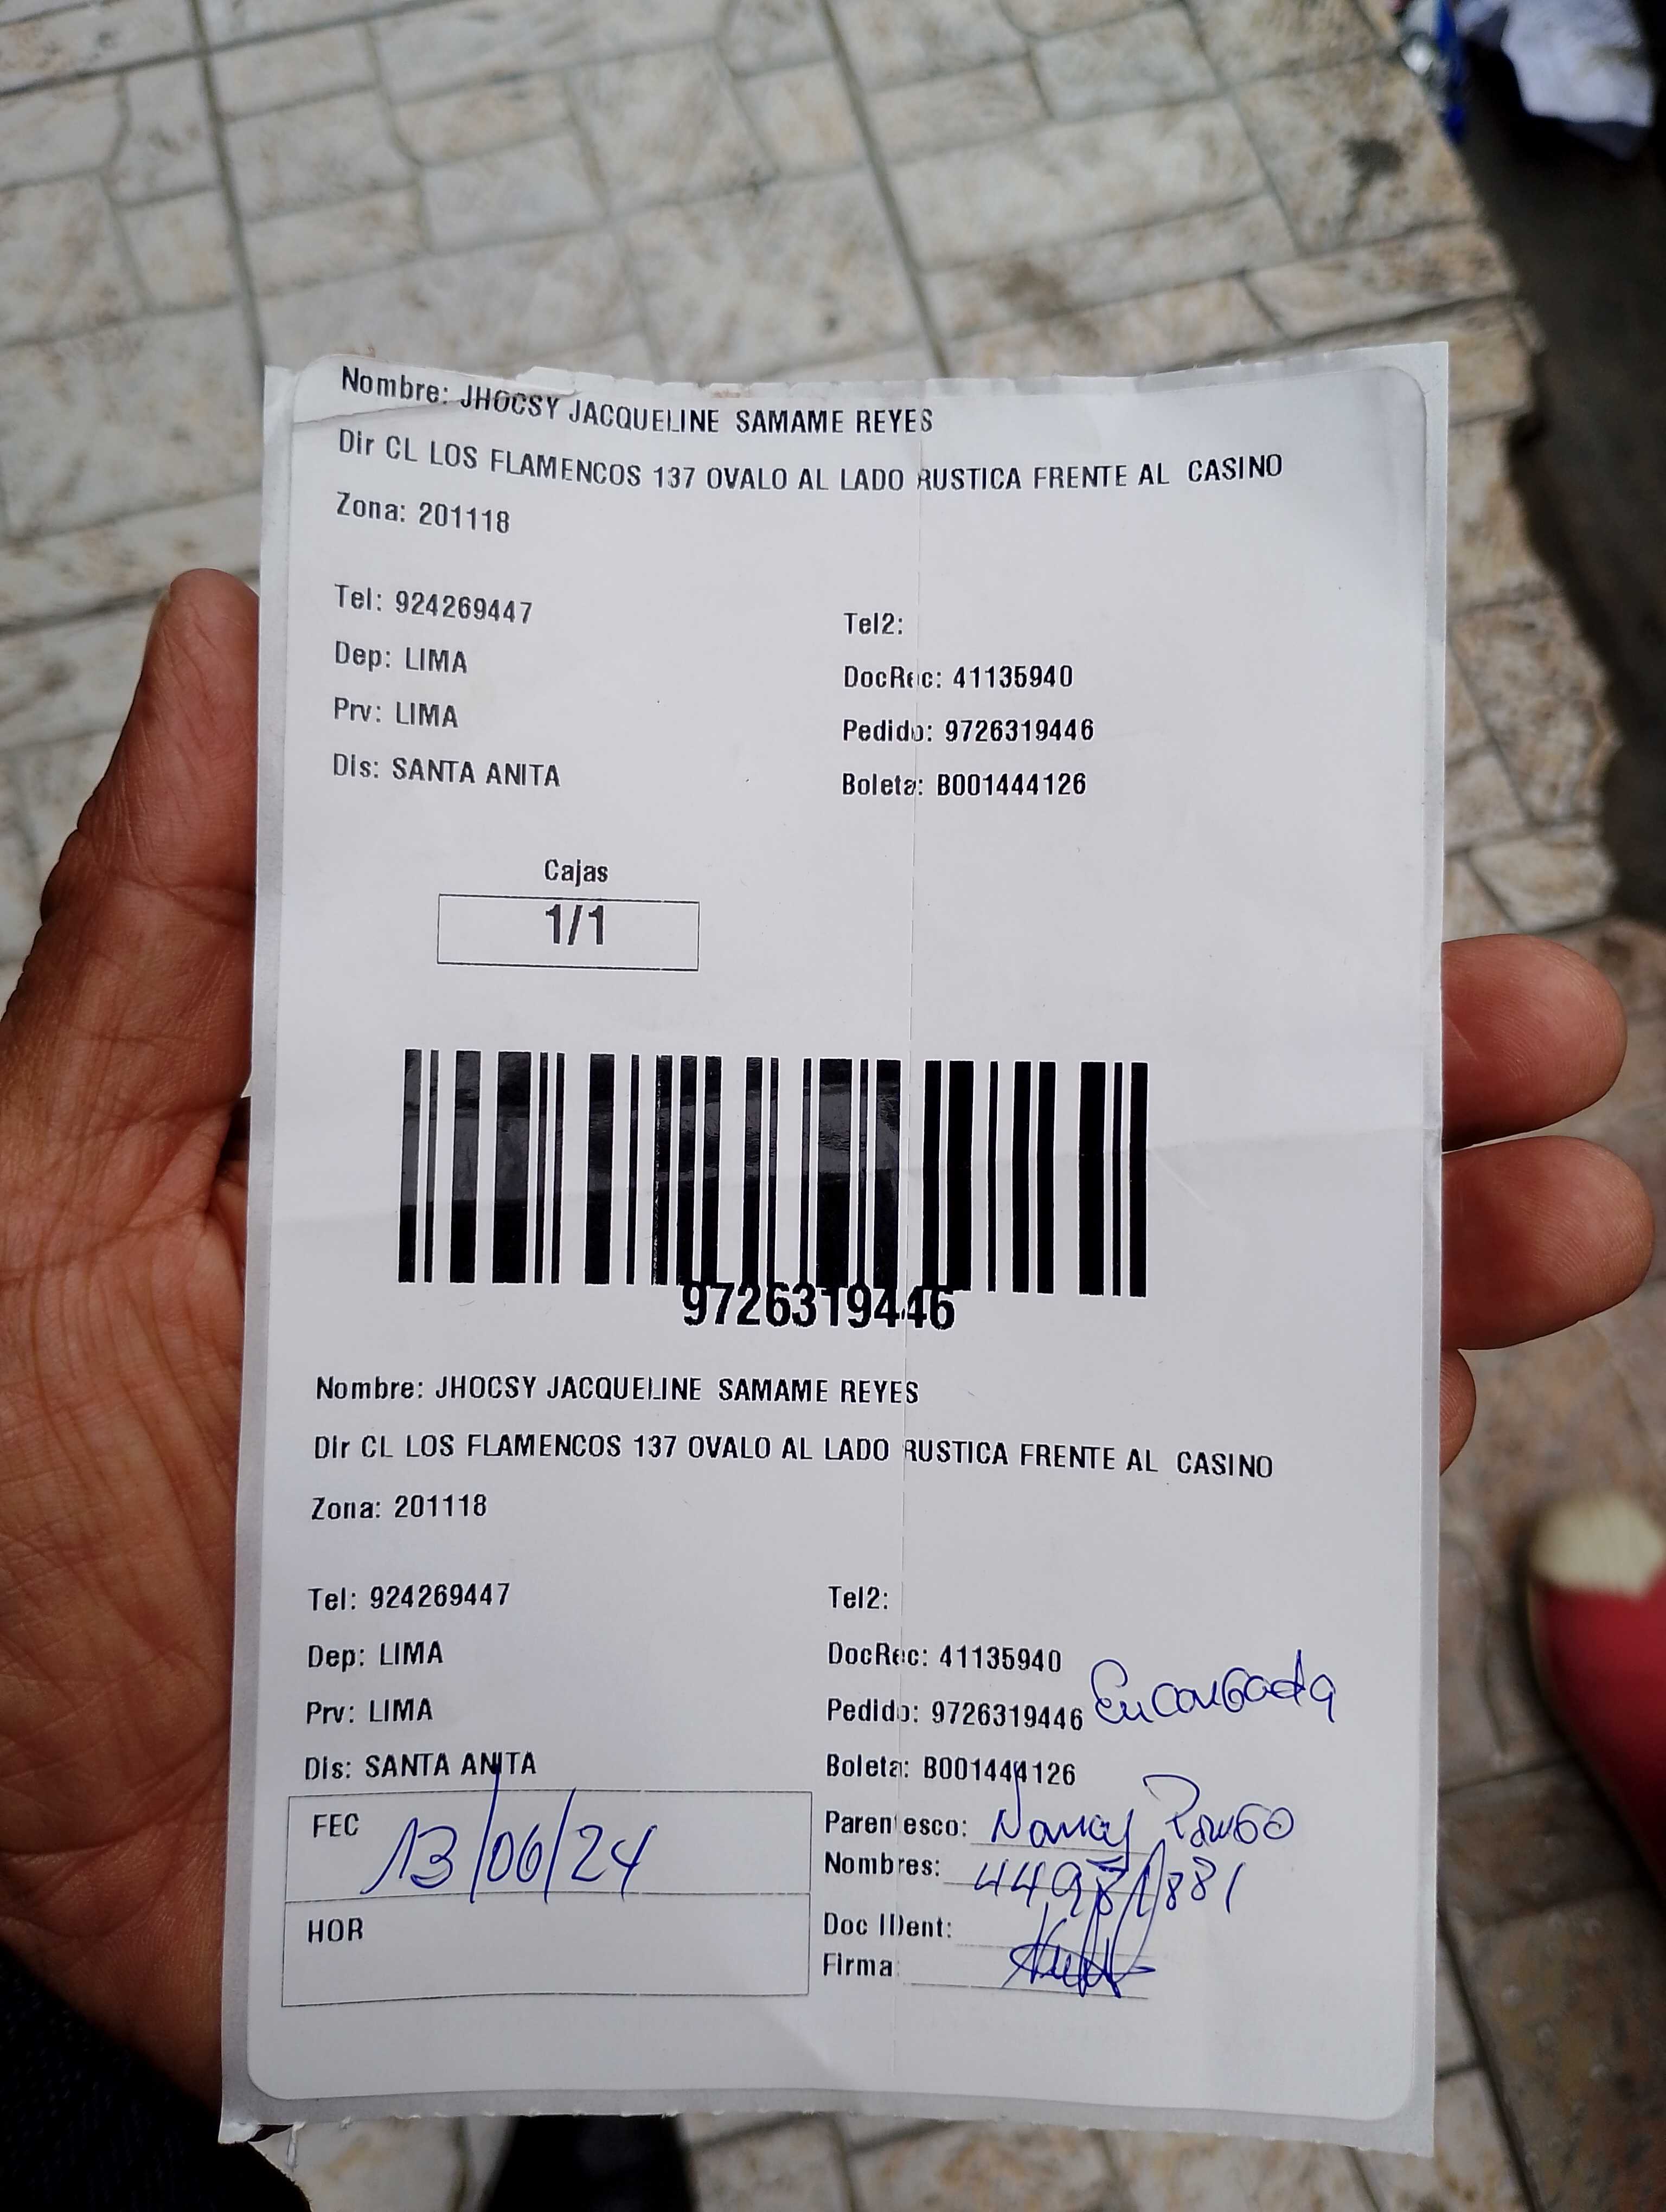 Nombre: JHOCSY JACQUELINE SAMAME REYES
Dir CL LOS FLAMENCOS 137 OVALO AL LADO RUSTICA FRENTE AL CASINO
Zona: 201118
Tel: 924269447 Tel2:
Dep: LIMA DocRec: 41135940
Prv: LIMA Pedido: 9726319446
Dis: SANTA ANITA Boleta: B001444126
Cajas
1/1
9726319446
Nombre: JHOCSY JACQUELINE SAMAME REYES
Dir CL LOS FLAMENCOS 137 OVALO AL LADO RUSTICA FRENTE AL CASINO
Zona: 201118
Tel: 924269447 Tel2:
Dep: LIMA DocRec: 41135940
Encargada
Prv: LIMA Pedido: 9726319446
Dis: SANTA ANITA Boleta: B001444126
FEC 13/06/24 Parentesco: Nancy
Nombres:
HOR Doc IDent:
Firma: